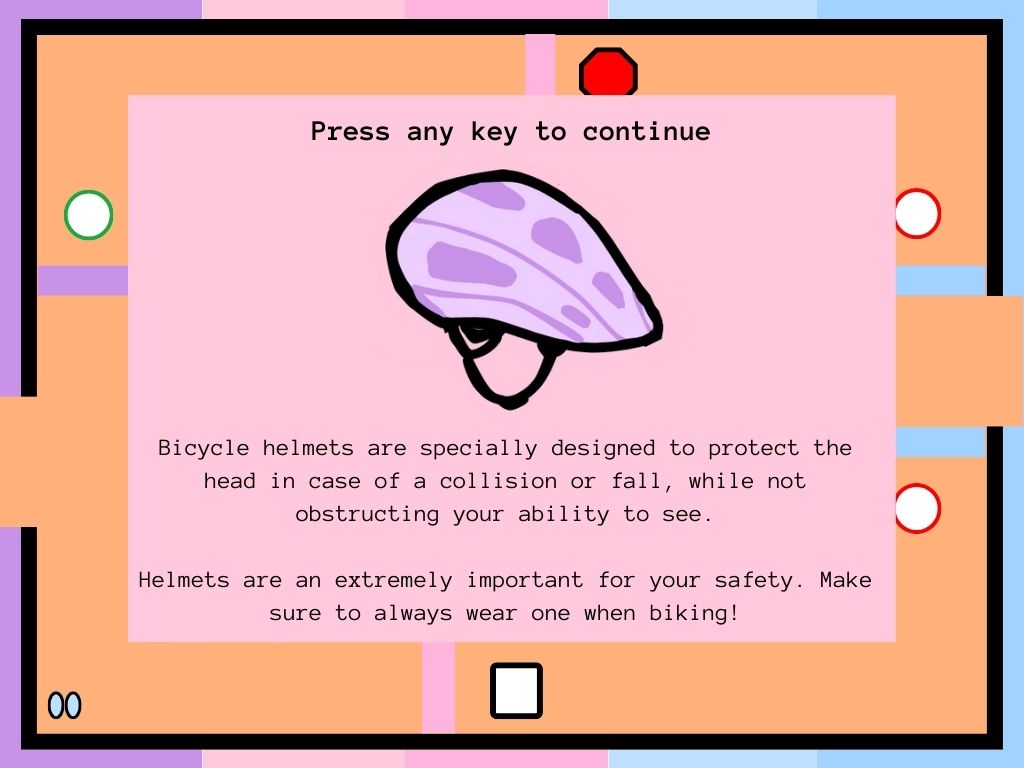 Press any key to continue
Bicycle helmets are specially designed to protect the
head in case of a collision or fall, while not
obstructing your ability to see.
Helmets are an extremely important for your safety. Make
sure to always wear one when biking!